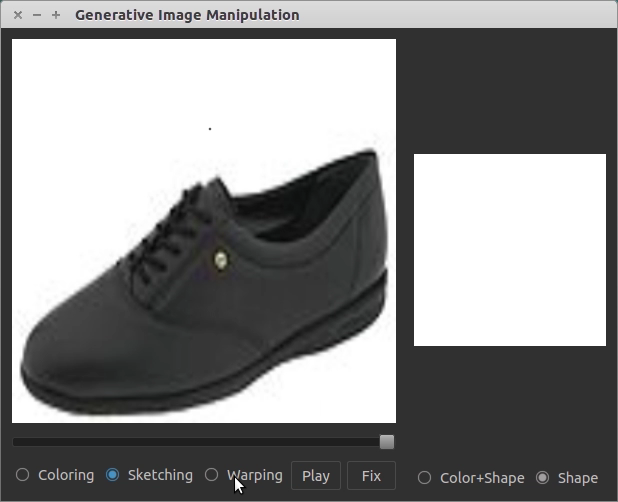 Generative Image Manipulation
Coloring Sketching Warping Play Fix Color+Shape Shape